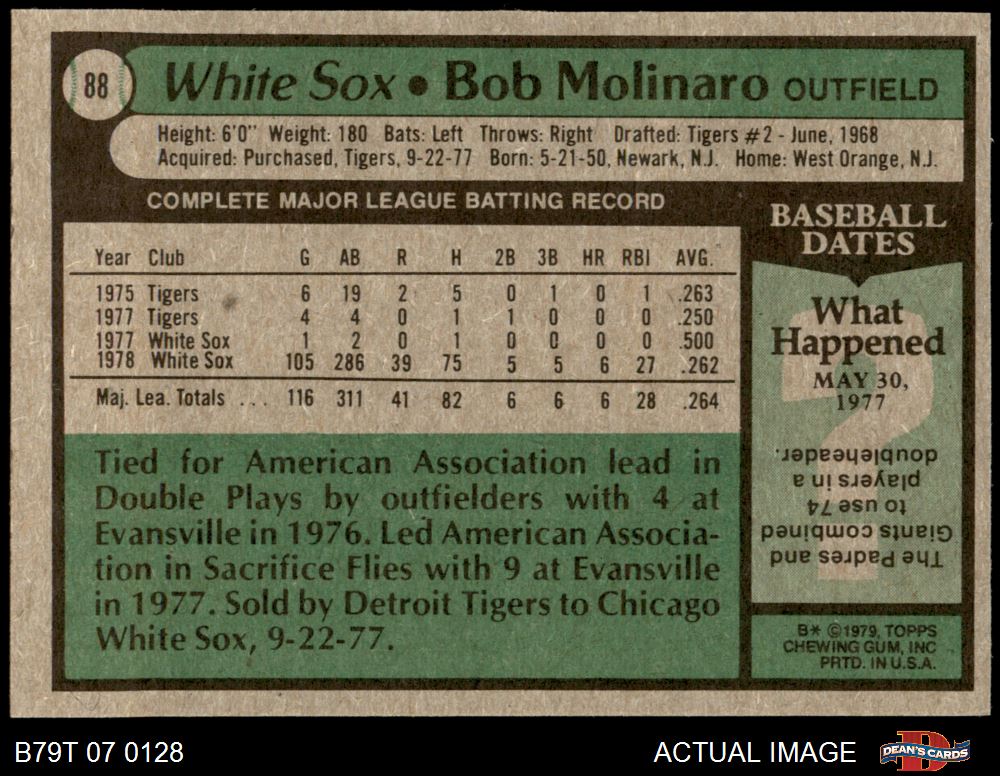 88
White Sox • Bob Molinaro OUTFIELD
Height: 6'0" Weight: 180 Bats: Left Throws: Right Drafted: Tigers #2 - June, 1968
Acquired: Purchased, Tigers, 9-22-77 Born: 5-21-50, Newark, N.J. Home: West Orange, N.J.
COMPLETE MAJOR LEAGUE BATTING RECORD
Year Club G AB R H 2B 3B HR RBI AVG.
1975 Tigers 6 19 2 5 0 1 0 1 .263
1977 Tigers 4 4 0 1 1 0 0 0 .250
1977 White Sox 1 2 0 1 0 0 0 0 .500
1978 White Sox 105 286 39 75 5 5 6 27 .262
Maj. Lea. Totals ... 116 311 41 82 6 6 6 28 .264
Tied for American Association lead in
Double Plays by outfielders with 4 at
Evansville in 1976. Led American Associa-
tion in Sacrifice Flies with 9 at Evansville
in 1977. Sold by Detroit Tigers to Chicago
White Sox, 9-22-77.
BASEBALL
DATES
What
Happened
MAY 30,
1977
?
The Padres and
Giants combined
to use 74
players in a
doubleheader.
B* ©1979, TOPPS
CHEWING GUM, INC
PRTD. IN U.S.A.
B79T 07 0128
ACTUAL IMAGE
D
DEAN'S CARDS